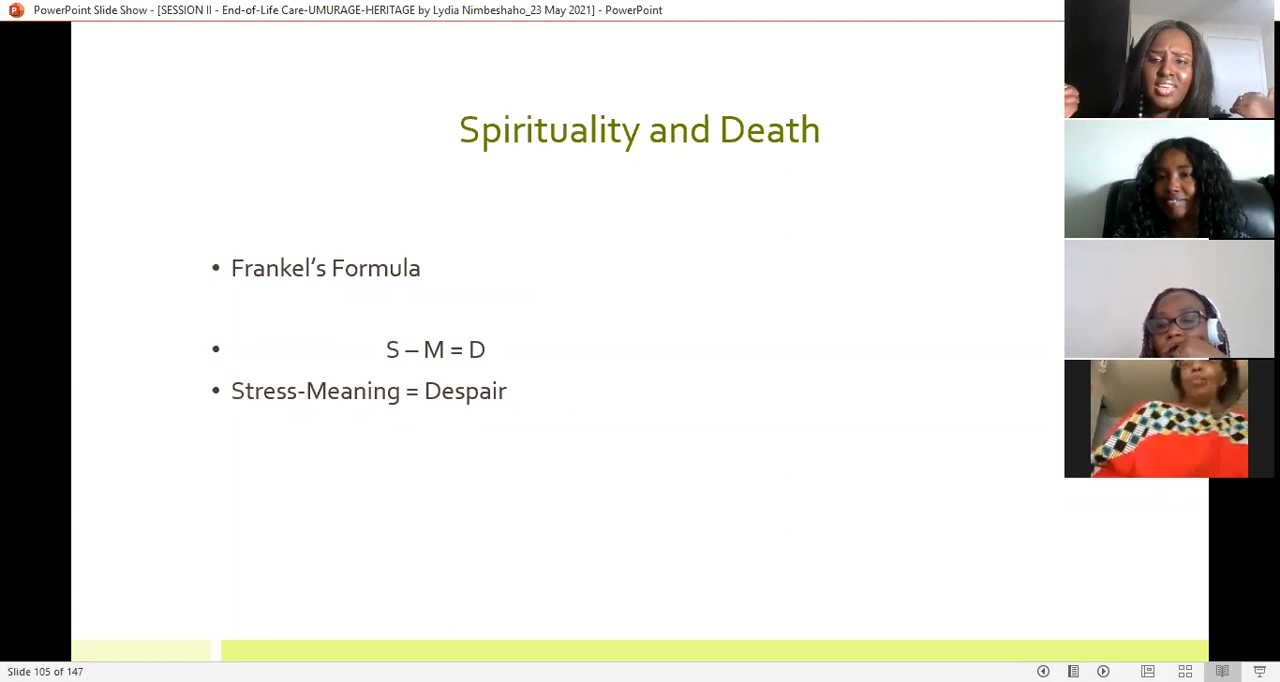 PowerPoint Slide Show - [SESSION II - End-of-Life Care-UMURAGE-HERITAGE by Lydia Nimbeshaho_23 May 2021] - PowerPoint
Spirituality and Death
• Frankel’s Formula
• S – M = D
• Stress-Meaning = Despair
Slide 105 of 147